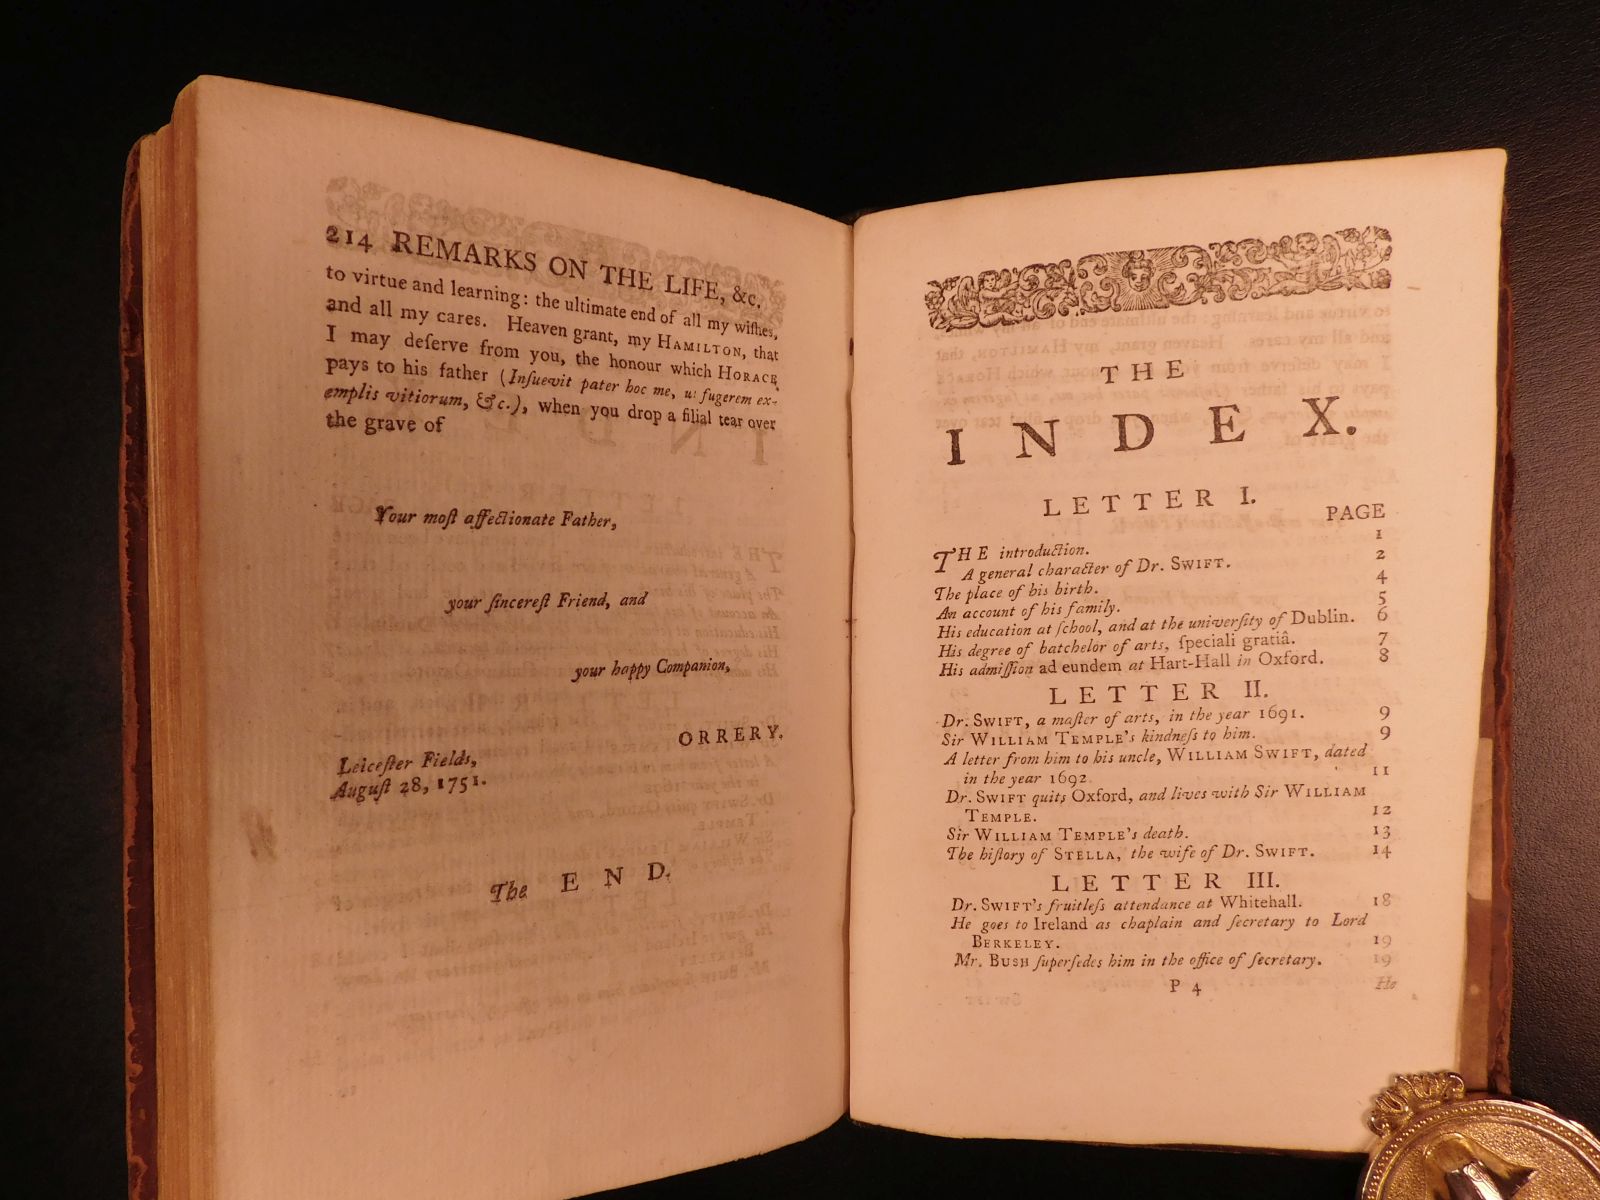 214 REMARKS ON THE LIFE, &c.
to virtue and learning: the ultimate end of all my wiſhes,
and all my cares. Heaven grant, my HAMILTON, that
I may deſerve from you, the honour which HORACE
pays to his father (Inſuevit pater hoc me, ut fugerem ex-
emplis vitiorum, &c.), when you drop a filial tear over
the grave of
Your moſt affectionate Father,
your ſincereſt Friend, and
your happy Companion,
ORRERY.
Leiceſter Fields,
Auguſt 28, 1751.
The END.
THE
INDEX.
LETTER I.
PAGE
THE introduction. 1
A general character of Dr. SWIFT. 2
The place of his birth. 4
An account of his family. 5
His education at ſchool, and at the univerſity of Dublin. 6
His degree of batchelor of arts, ſpeciali gratiâ. 7
His admiſſion ad eundem at Hart-Hall in Oxford. 8
LETTER II.
Dr. SWIFT, a maſter of arts, in the year 1691. 9
Sir WILLIAM TEMPLE's kindneſs to him. 9
A letter from him to his uncle, WILLIAM SWIFT, dated
in the year 1692. 11
Dr. SWIFT quits Oxford, and lives with Sir WILLIAM
TEMPLE. 12
Sir WILLIAM TEMPLE's death. 13
The hiſtory of STELLA, the wife of Dr. SWIFT. 14
LETTER III.
Dr. SWIFT's fruitleſs attendance at Whitehall. 18
He goes to Ireland as chaplain and ſecretary to Lord
BERKELEY. 19
Mr. BUSH ſuperſedes him in the office of ſecretary. 19
P 4 He